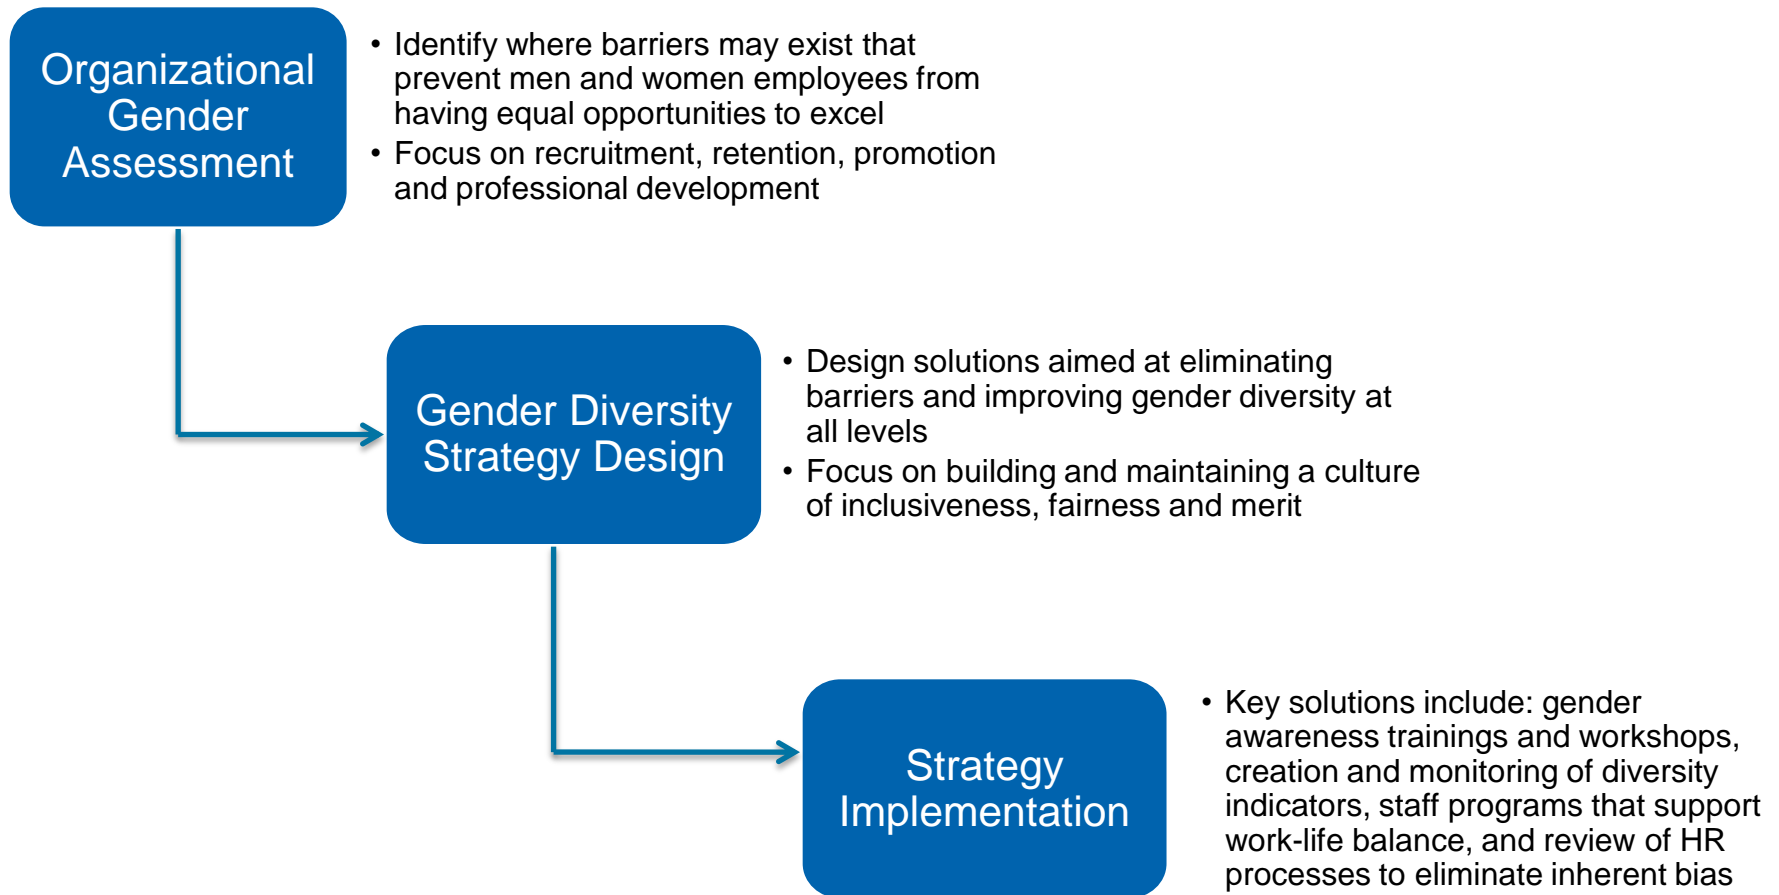 Organizational
Gender
Assessment
• Identify where barriers may exist that
prevent men and women employees from
having equal opportunities to excel
• Focus on recruitment, retention, promotion
and professional development
Gender Diversity
Strategy Design
• Design solutions aimed at eliminating
barriers and improving gender diversity at
all levels
• Focus on building and maintaining a culture
of inclusiveness, fairness and merit
Strategy
Implementation
• Key solutions include: gender
awareness trainings and workshops,
creation and monitoring of diversity
indicators, staff programs that support
work-life balance, and review of HR
processes to eliminate inherent bias